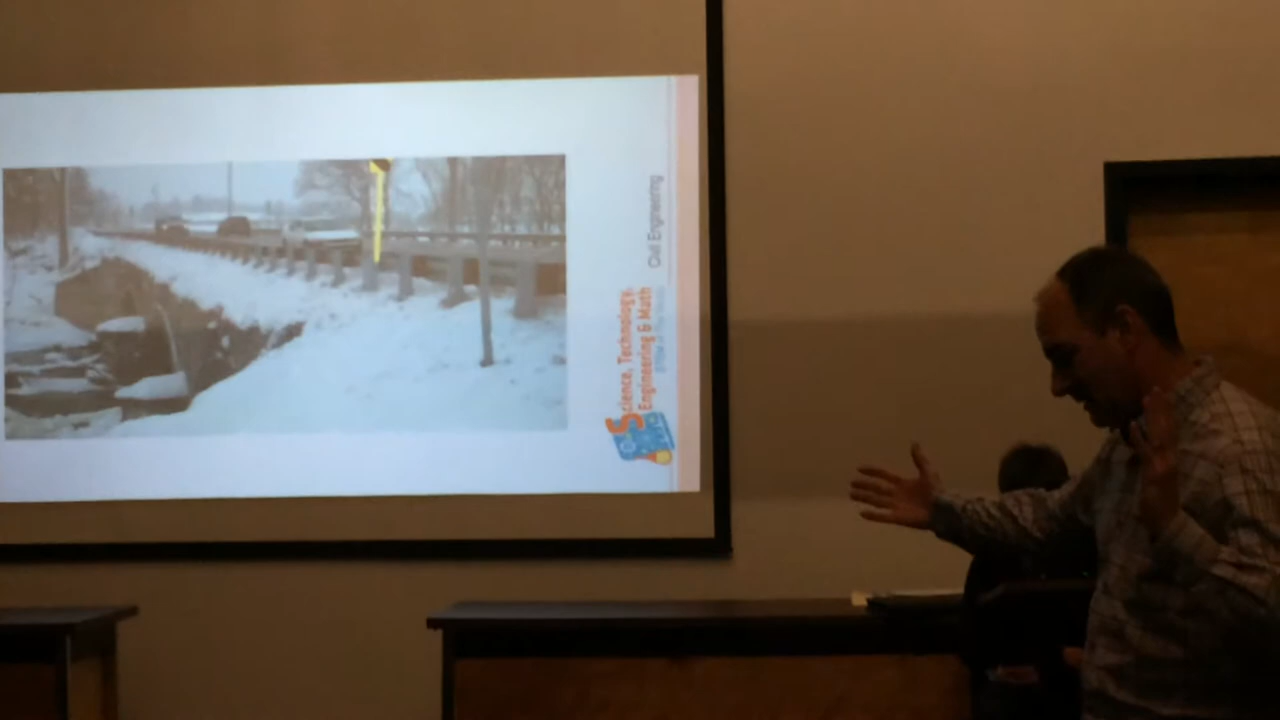 Science, Technology,
Engineering & Math
Civil Engineering